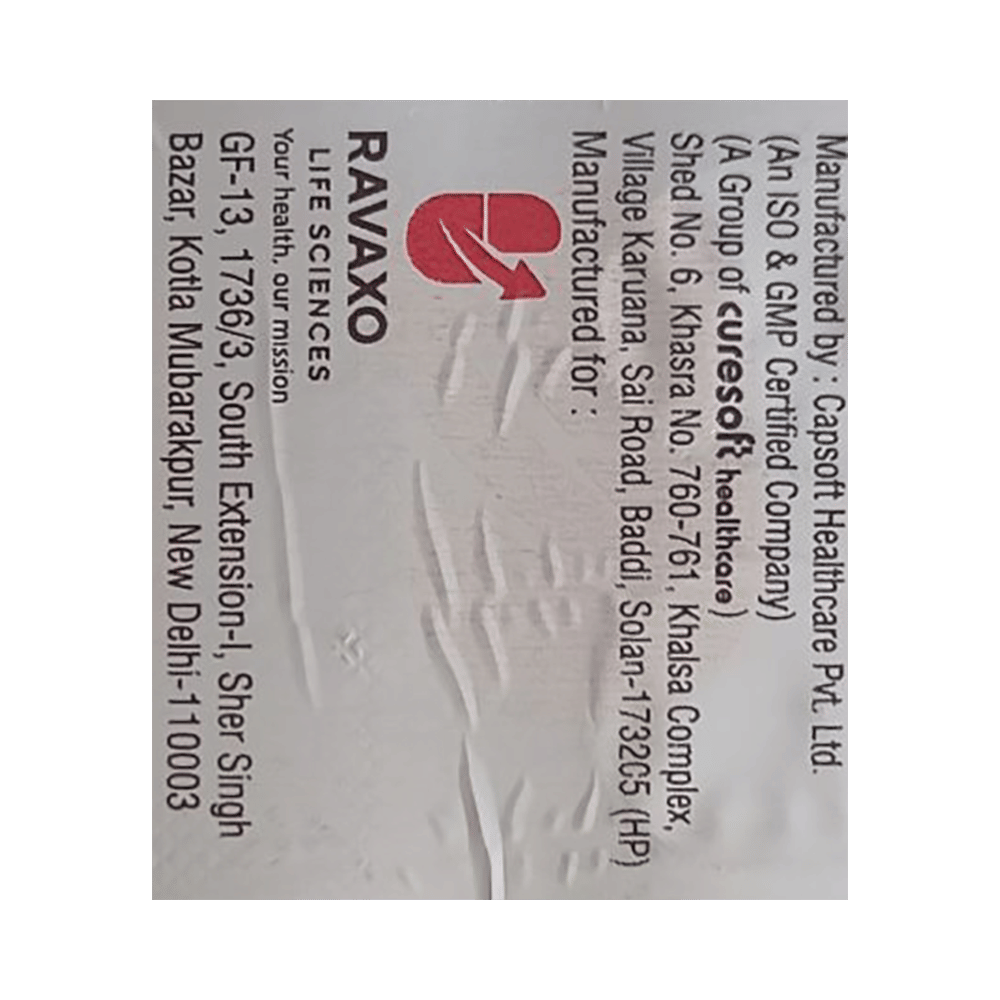 Manufactured by : Capsoft Healthcare Pvt. Ltd.
(An ISO & GMP Certified Company)
(A Group of curesoft healthcare)
Shed No. 6, Khasra No. 760-761, Khalsa Complex,
Village Karuana, Sai Road, Baddi, Solan-173205 (HP)
Manufactured for :
RAVAXO
LIFE SCIENCES
Your health, our mission
GF-13, 1736/3, South Extension-I, Sher Singh
Bazar, Kotla Mubarakpur, New Delhi-110003